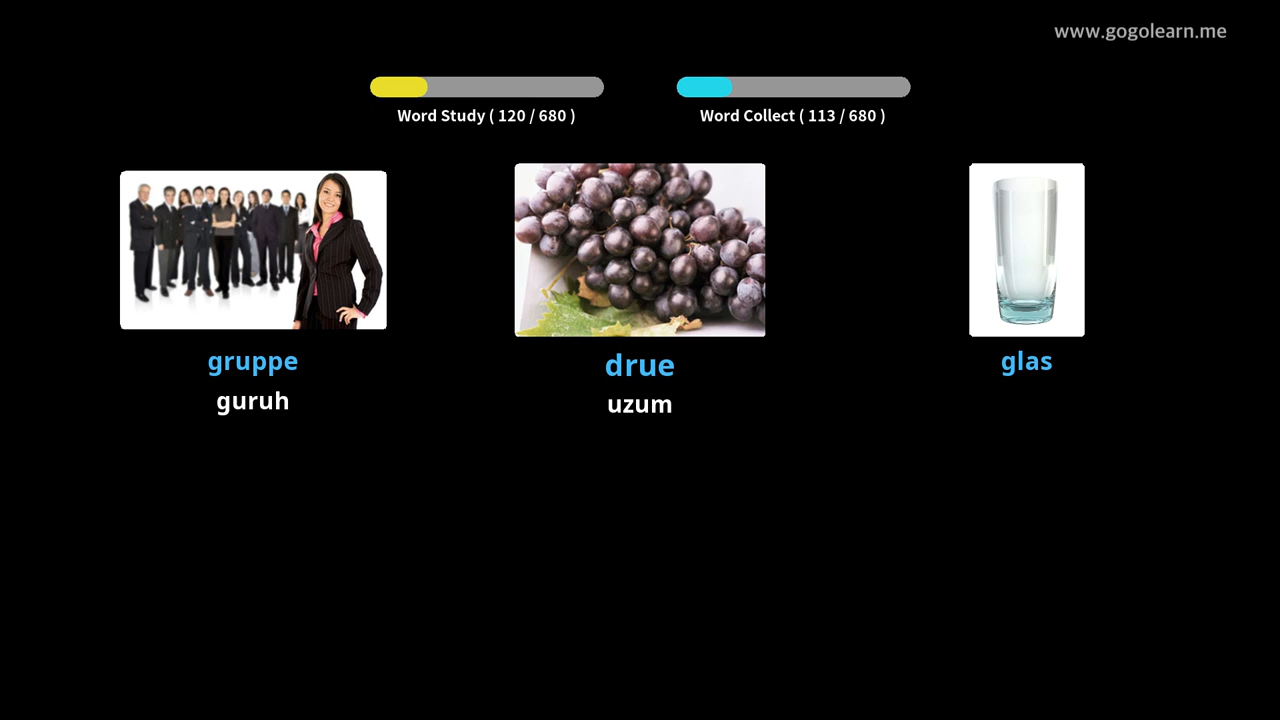 www.gogolearn.me
Word Study ( 120 / 680 )
Word Collect ( 113 / 680 )
gruppe
guruh
drue
uzum
glas